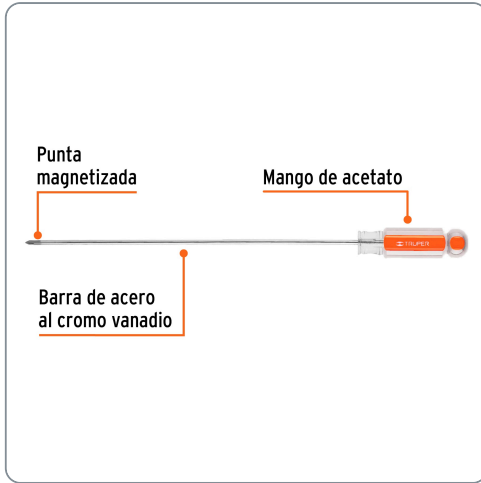 Punta
magnetizada
Mango de acetato
TRUPER
Barra de acero
al cromo vanadio